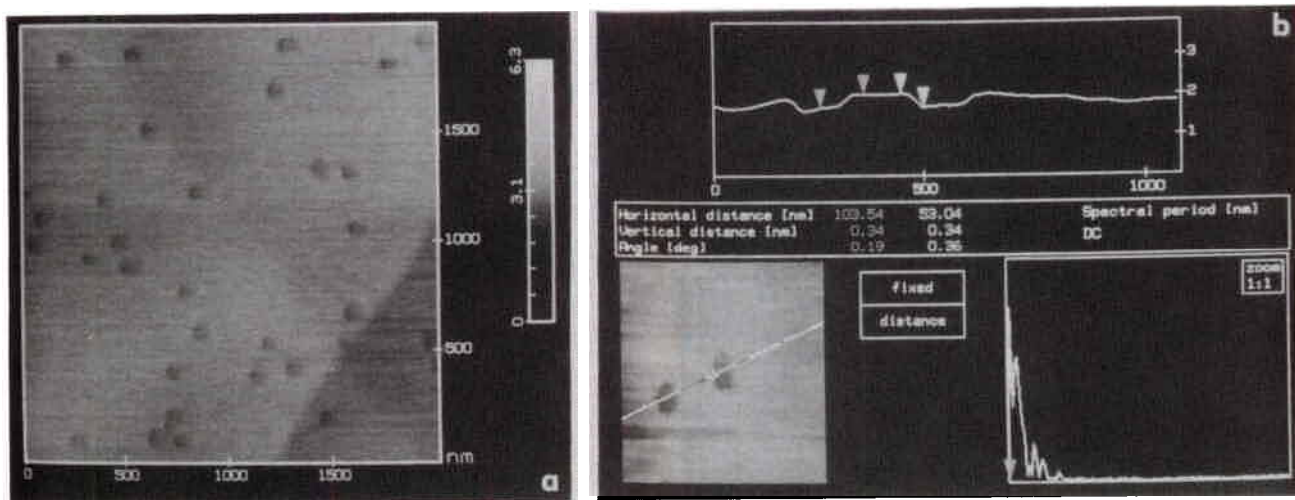 6.3
3.1
0
1500
1000
500
nm
0 500 1000 1500
a
b
3
2
1
0 500 1000
Horizontal distance [nm] 103.54 53.04
Vertical distance [nm] 0.34 0.34
Angle [deg] 0.19 0.36
Spectral period [nm]
DC
fixed
distance
zoom
1:1